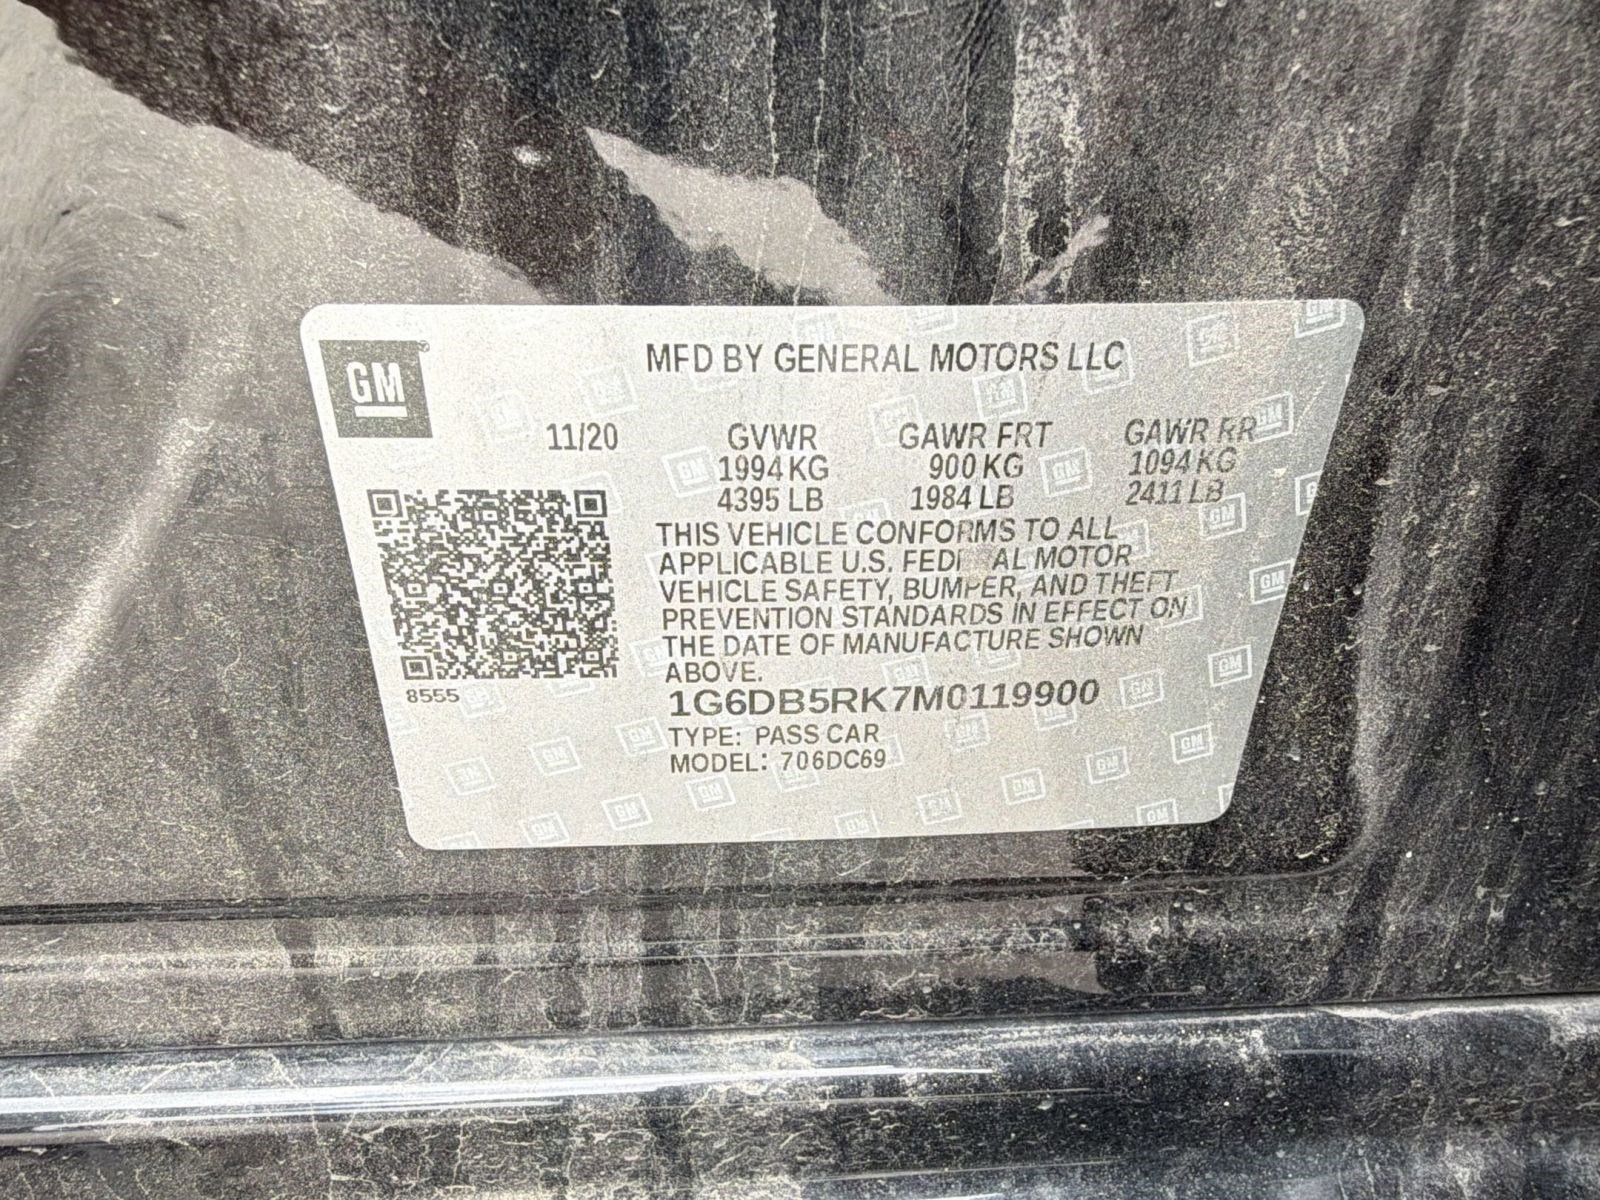 GM
MFD BY GENERAL MOTORS LLC
11/20 GVWR GAWR FRT GAWR RR
1994 KG 900 KG 1094 KG
4395 LB 1984 LB 2411 LB
THIS VEHICLE CONFORMS TO ALL
APPLICABLE U.S. AL MOTOR
VEHICLE SAFETY, BUMPER, AND THEFT
PREVENTION STANDARDS IN EFFECT ON
THE DATE OF MANUFACTURE SHOWN
ABOVE.
8555
1G6DB5RK7M0119900
TYPE: PASS CAR
MODEL: 706DC69